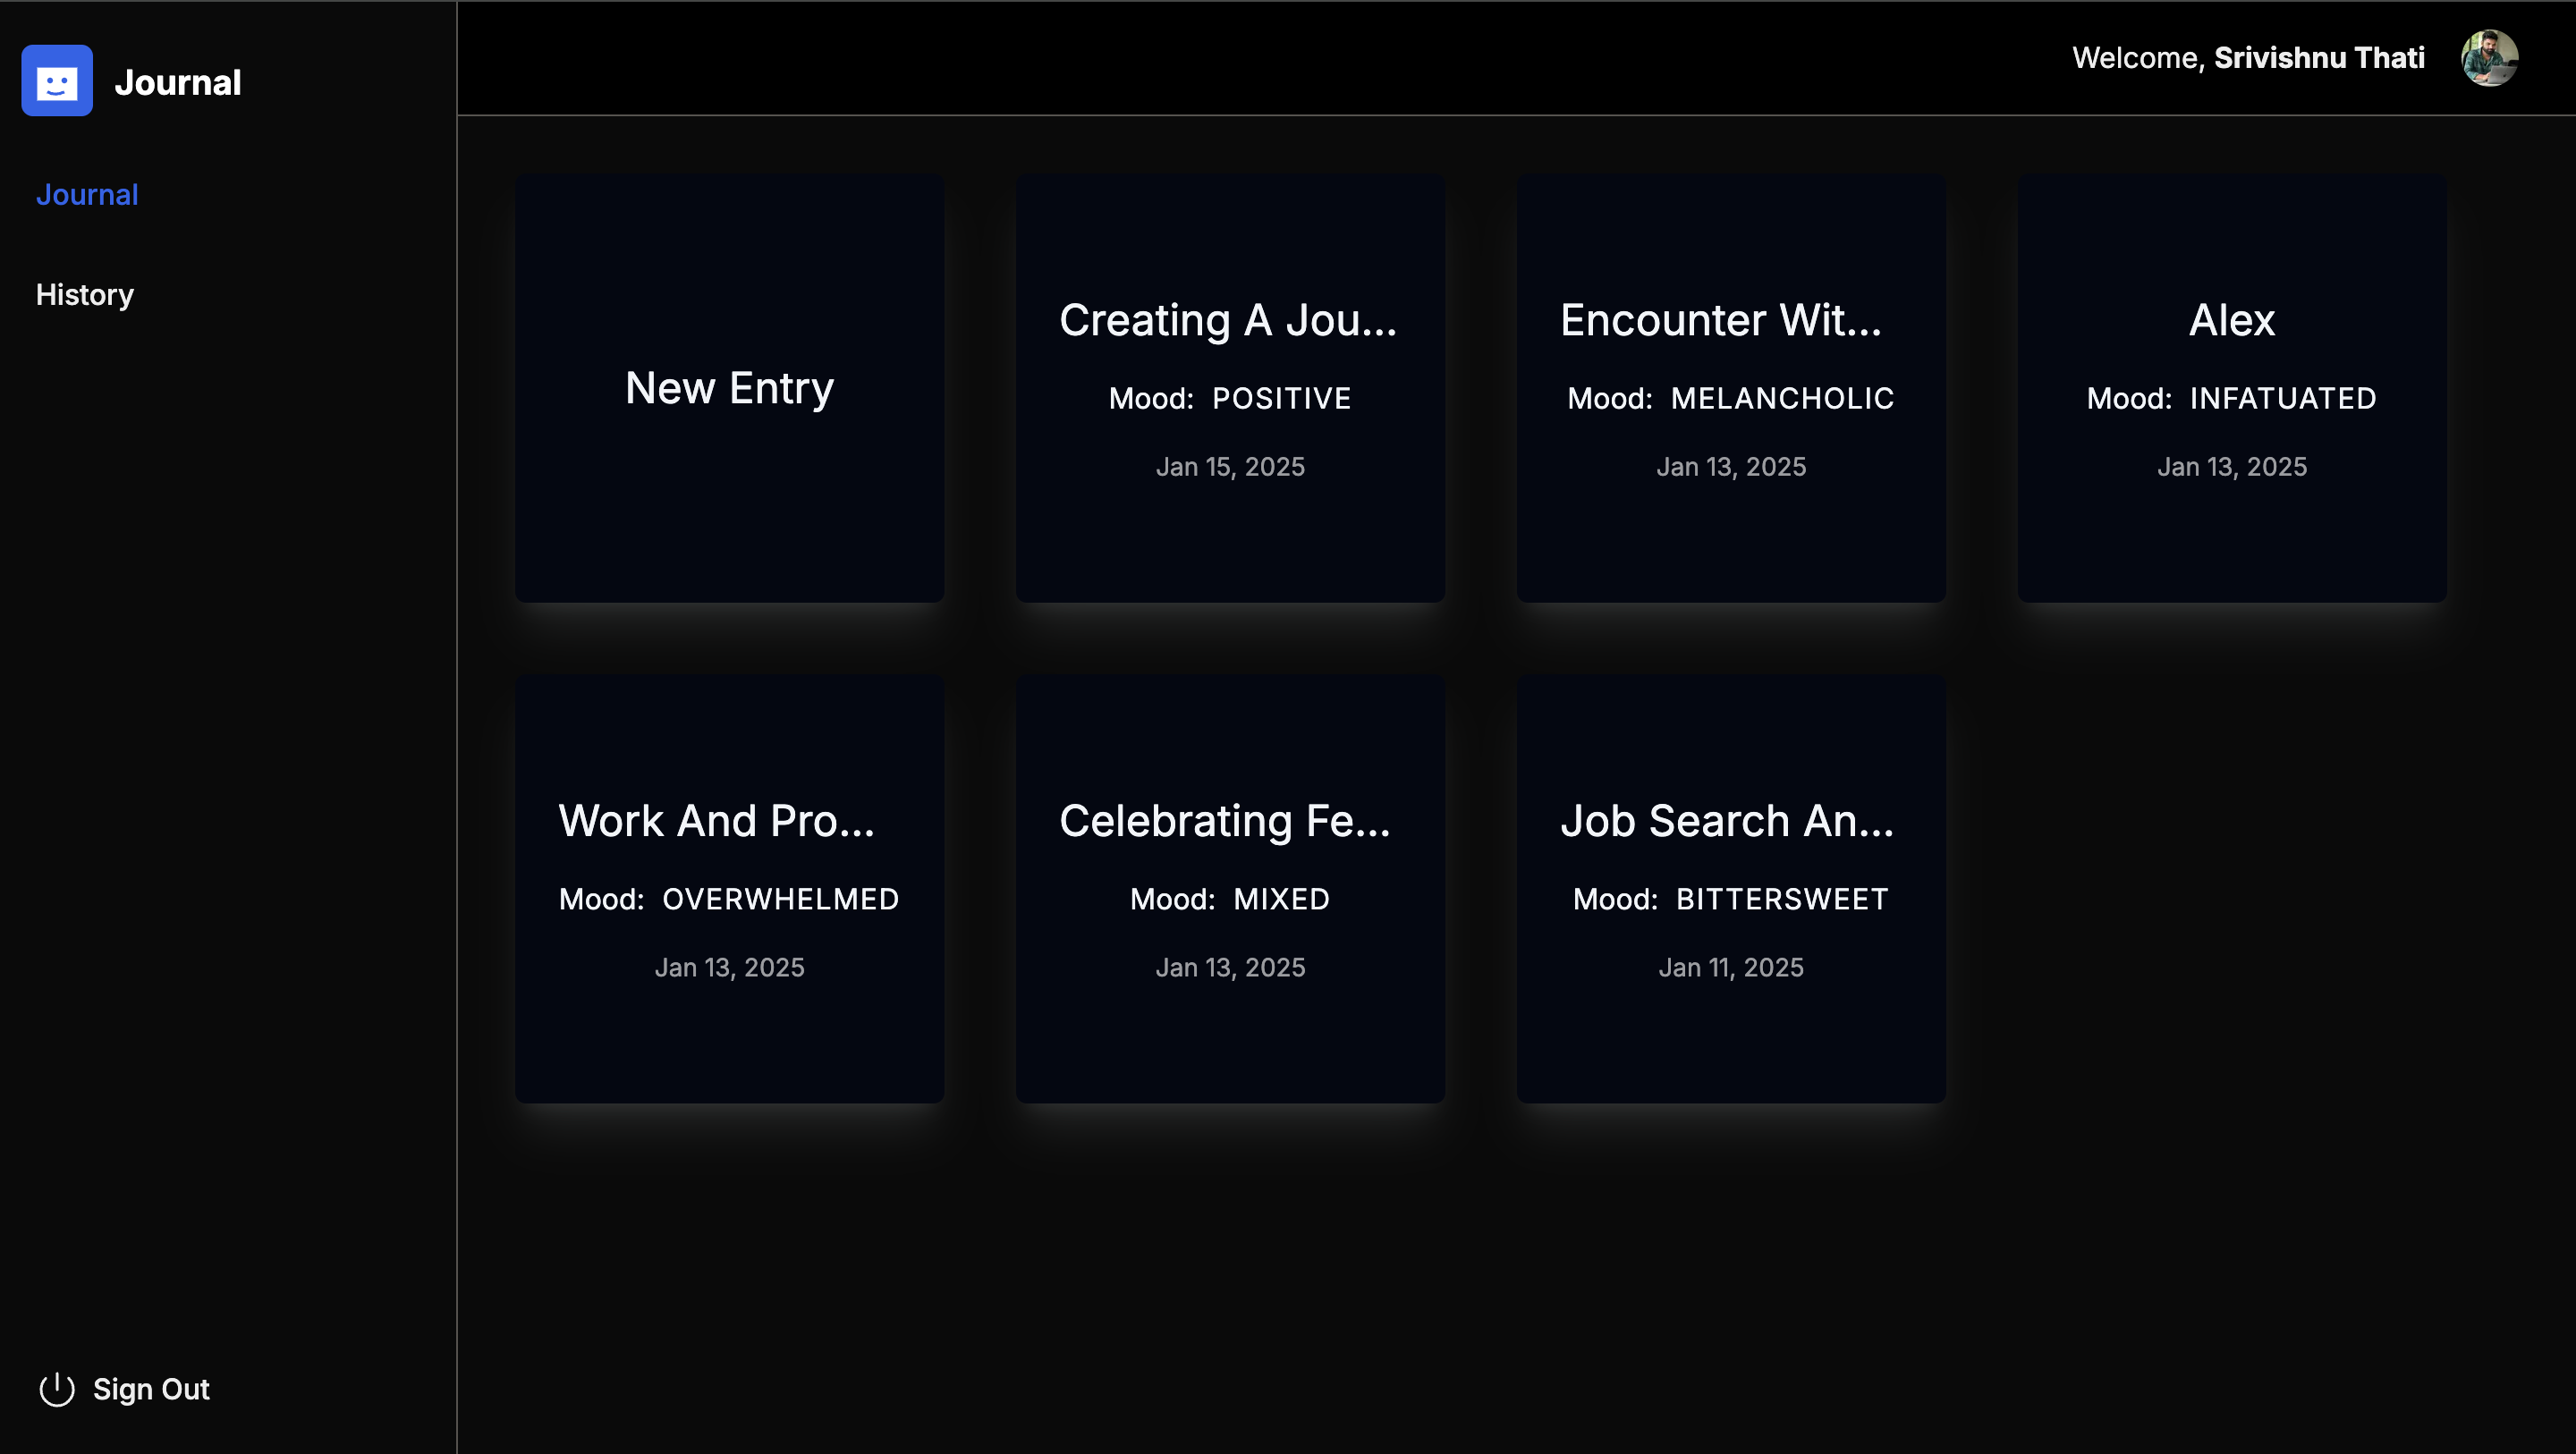 Journal
Welcome, Srivishnu Thati
Journal
History
New Entry
Creating A Jou...
Mood: POSITIVE
Jan 15, 2025
Encounter Wit...
Mood: MELANCHOLIC
Jan 13, 2025
Alex
Mood: INFATUATED
Jan 13, 2025
Work And Pro...
Mood: OVERWHELMED
Jan 13, 2025
Celebrating Fe...
Mood: MIXED
Jan 13, 2025
Job Search An...
Mood: BITTERSWEET
Jan 11, 2025
Sign Out